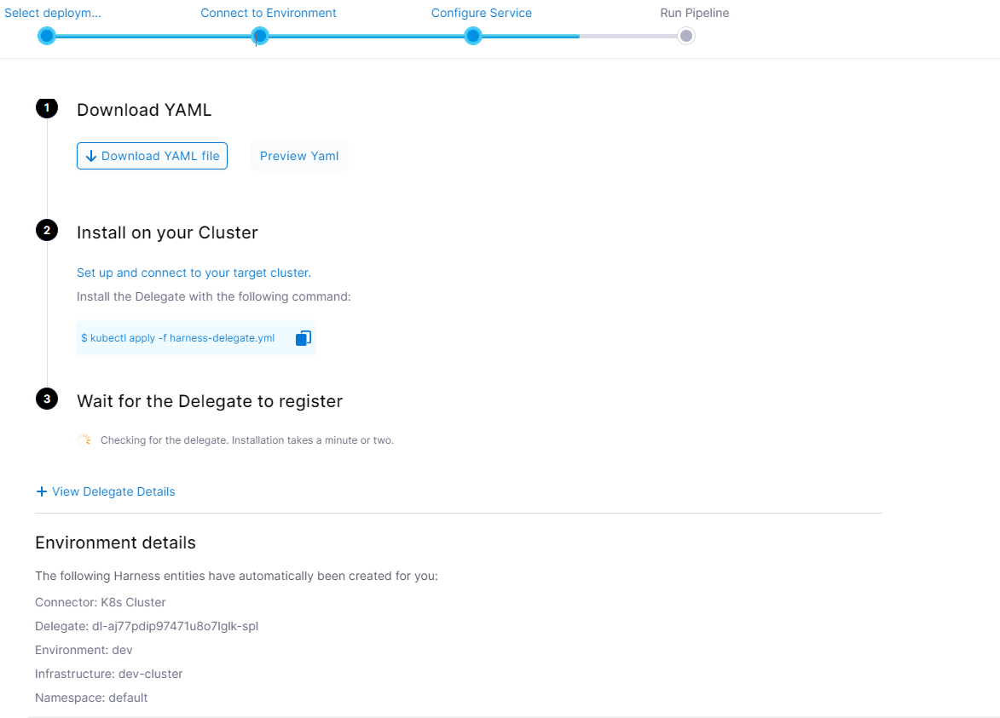 Select deploym...
Connect to Environment
Configure Service
Run Pipeline
1
Download YAML
Download YAML file
Preview Yaml
2
Install on your Cluster
Set up and connect to your target cluster.
Install the Delegate with the following command:
$ kubectl apply -f harness-delegate.yml
3
Wait for the Delegate to register
Checking for the delegate. Installation takes a minute or two.
+ View Delegate Details
Environment details
The following Harness entities have automatically been created for you:
Connector: K8s Cluster
Delegate: dl-aj77pdip97471u8o7lglk-spl
Environment: dev
Infrastructure: dev-cluster
Namespace: default